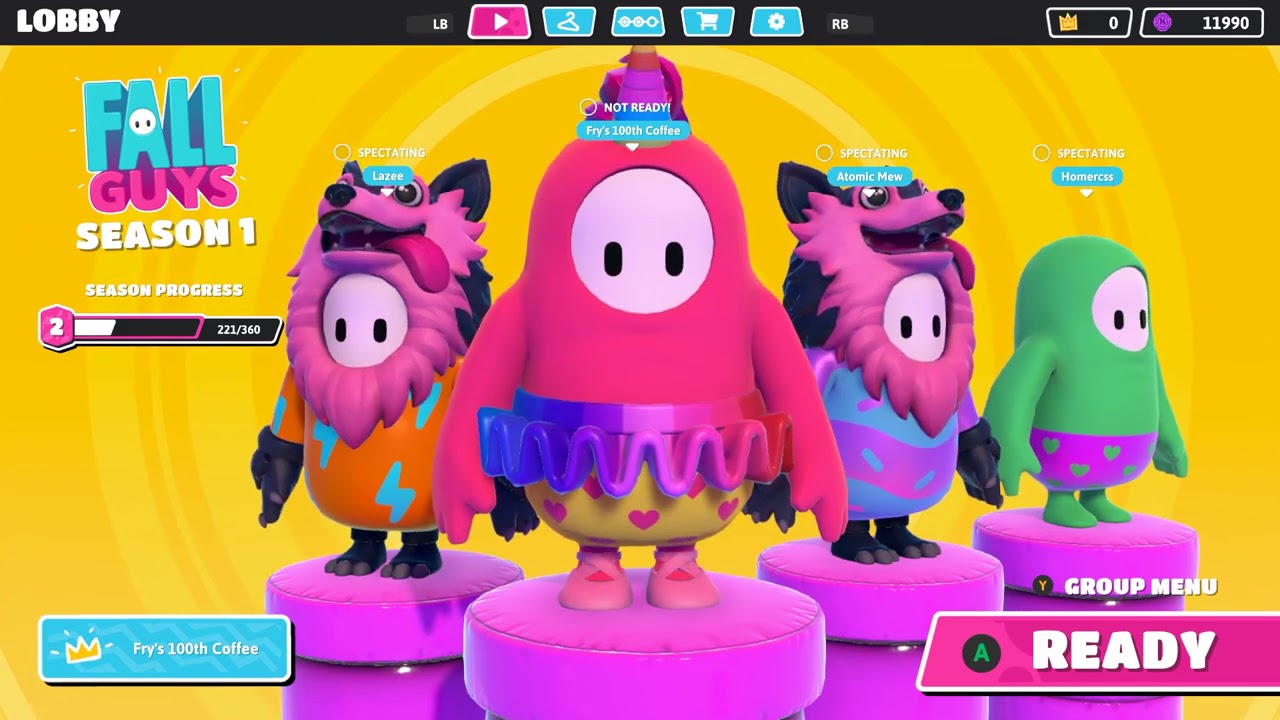 LOBBY
LB
RB
0
11990
FALL
GUYS
SEASON 1
SEASON PROGRESS
2
221/360
SPECTATING
Lazee
NOT READY!
Fry's 100th Coffee
SPECTATING
Atomic Mew
SPECTATING
Homercss
Y GROUP MENU
Fry's 100th Coffee
A READY